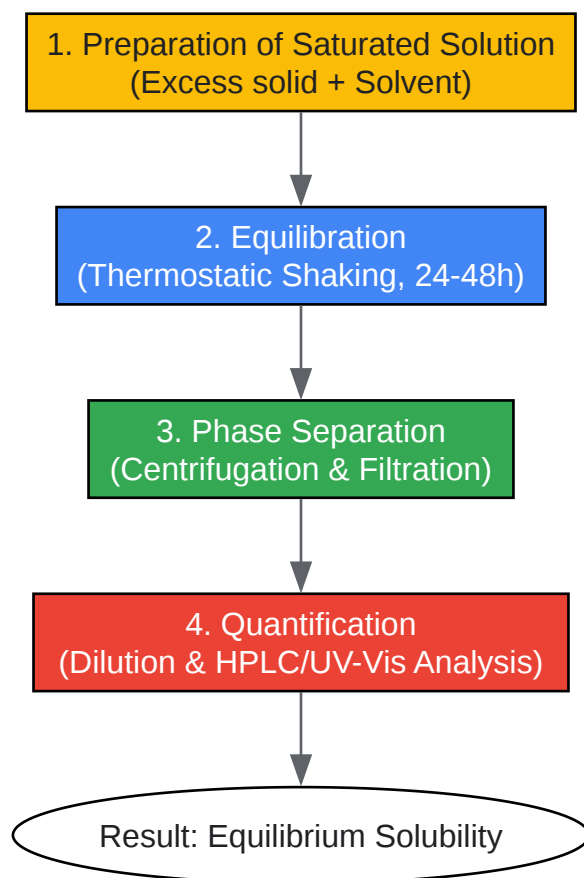 1. Preparation of Saturated Solution
(Excess solid + Solvent)
2. Equilibration
(Thermostatic Shaking, 24-48h)
3. Phase Separation
(Centrifugation & Filtration)
4. Quantification
(Dilution & HPLC/UV-Vis Analysis)
Result: Equilibrium Solubility